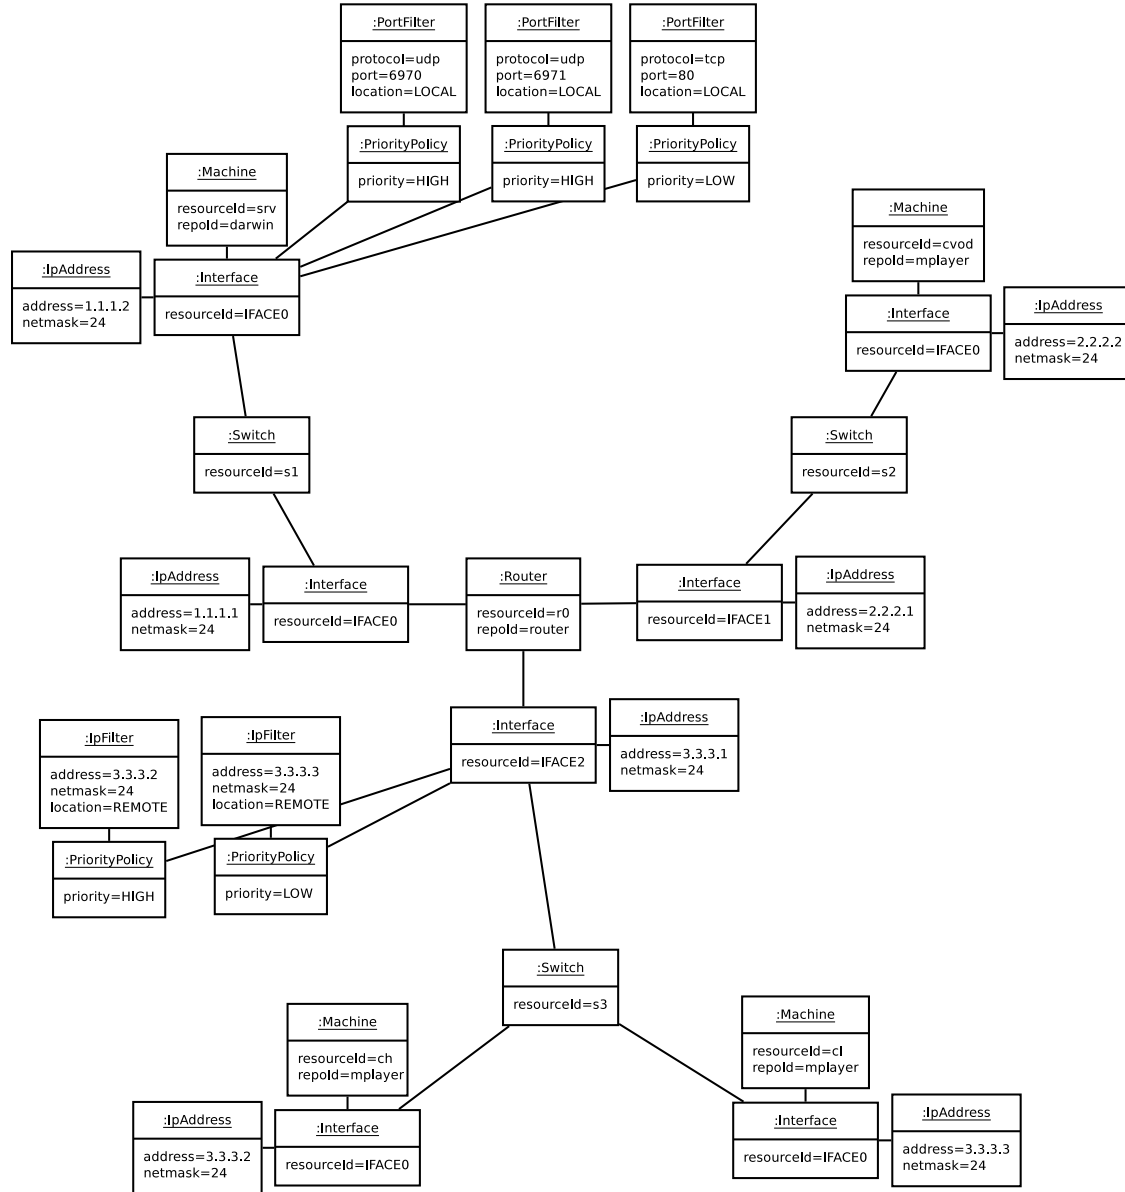 :PortFilter
protocol=udp
port=6970
location=LOCAL
:PortFilter
protocol=udp
port=6971
location=LOCAL
:PortFilter
protocol=tcp
port=80
location=LOCAL
:PriorityPolicy
priority=HIGH
:PriorityPolicy
priority=HIGH
:PriorityPolicy
priority=LOW
:Machine
resourceId=srv
repoId=darwin
:IpAddress
address=1.1.1.2
netmask=24
:Interface
resourceId=IFACE0
:Machine
resourceId=cvod
repoId=mplayer
:Interface
resourceId=IFACE0
:IpAddress
address=2.2.2.2
netmask=24
:Switch
resourceId=s1
:Switch
resourceId=s2
:IpAddress
address=1.1.1.1
netmask=24
:Interface
resourceId=IFACE0
:Router
resourceId=r0
repoId=router
:Interface
resourceId=IFACE1
:IpAddress
address=2.2.2.1
netmask=24
:Interface
resourceId=IFACE2
:IpAddress
address=3.3.3.1
netmask=24
:IpFilter
address=3.3.3.2
netmask=24
location=REMOTE
:IpFilter
address=3.3.3.3
netmask=24
location=REMOTE
:PriorityPolicy
priority=HIGH
:PriorityPolicy
priority=LOW
:Switch
resourceId=s3
:Machine
resourceId=ch
repoId=mplayer
:IpAddress
address=3.3.3.2
netmask=24
:Interface
resourceId=IFACE0
:Machine
resourceId=cl
repoId=mplayer
:Interface
resourceId=IFACE0
:IpAddress
address=3.3.3.3
netmask=24